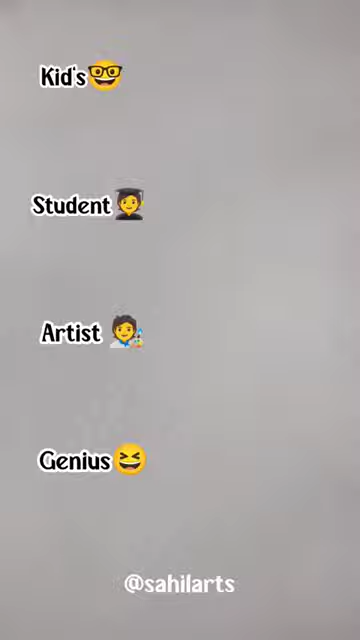 Kid's🤓
Student🧑‍🎓
Artist 🧑‍🎨
Genius😆
@sahilarts